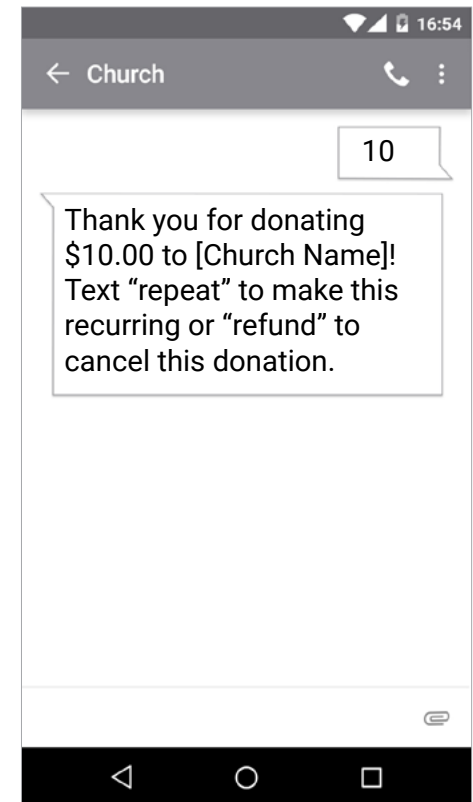 16:54
Church
10
Thank you for donating
$10.00 to [Church Name]!
Text “repeat” to make this
recurring or “refund” to
cancel this donation.